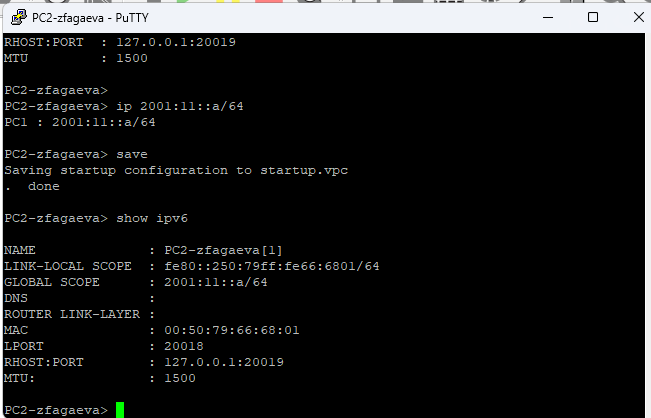 PC2-zfagaeva - PuTTY
RHOST:PORT  : 127.0.0.1:20019
MTU         : 1500
PC2-zfagaeva>
PC2-zfagaeva> ip 2001:11::a/64
PC1 : 2001:11::a/64
PC2-zfagaeva> save
Saving startup configuration to startup.vpc
.  done
PC2-zfagaeva> show ipv6
NAME              : PC2-zfagaeva[1]
LINK-LOCAL SCOPE  : fe80::250:79ff:fe66:6801/64
GLOBAL SCOPE      : 2001:11::a/64
DNS               :
ROUTER LINK-LAYER :
MAC               : 00:50:79:66:68:01
LPORT             : 20018
RHOST:PORT        : 127.0.0.1:20019
MTU:              : 1500
PC2-zfagaeva>